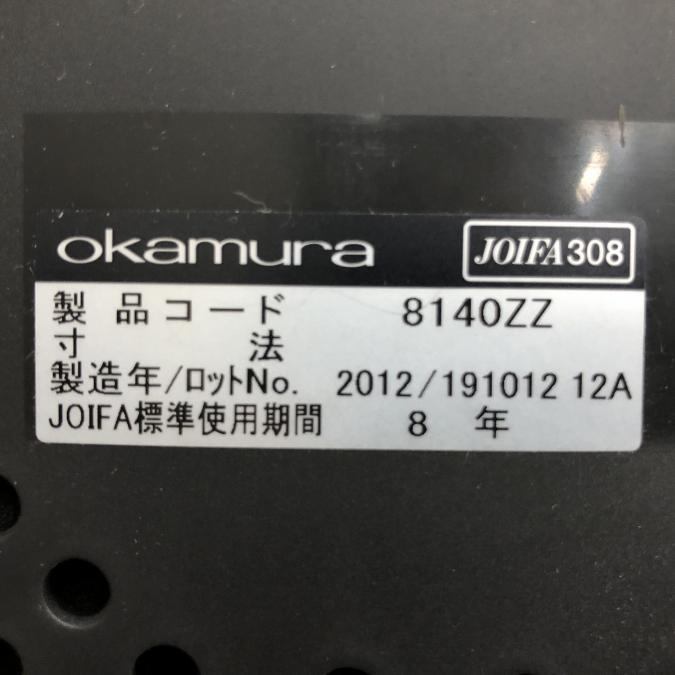 okamura JOIFA308
製品コード 8140ZZ
寸法
製造年/ロットNo. 2012/191012 12A
JOIFA標準使用期間 8 年